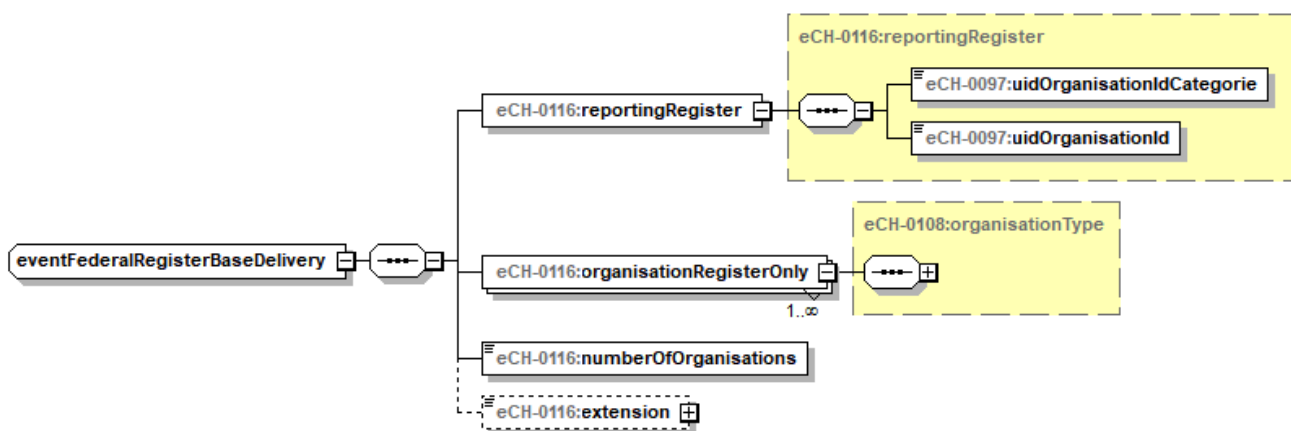 eCH-0116:reportingRegister
eCH-0097:uidOrganisationIdCategorie
eCH-0116:reportingRegister
eCH-0097:uidOrganisationId
eCH-0108:organisationType
eventFederalRegisterBaseDelivery
eCH-0116:organisationRegisterOnly
1..∞
eCH-0116:numberOfOrganisations
eCH-0116:extension